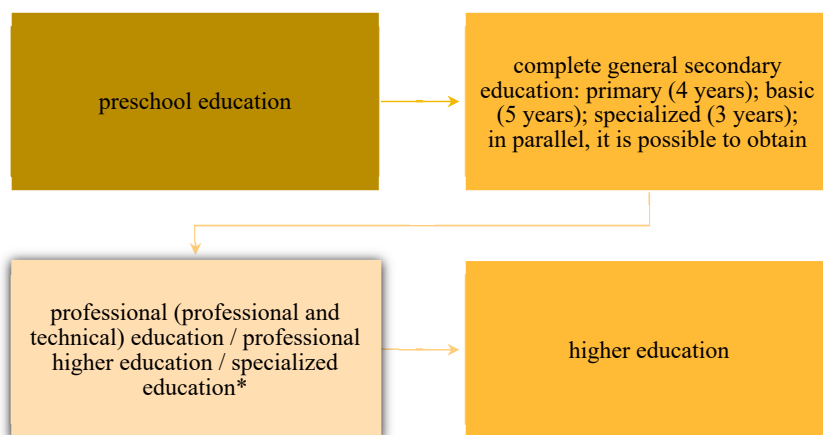 preschool education
complete general secondary
education: primary (4 years); basic
(5 years); specialized (3 years);
in parallel, it is possible to obtain
professional (professional and
technical) education / professional
higher education / specialized
education*
higher education